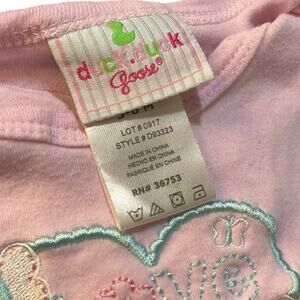 duck.duck
goose®
LOT # 0917
STYLE # D93323
MADE IN CHINA
HECHO EN CHINA
FABRIQUÉ EN CHINE
RN# 36753